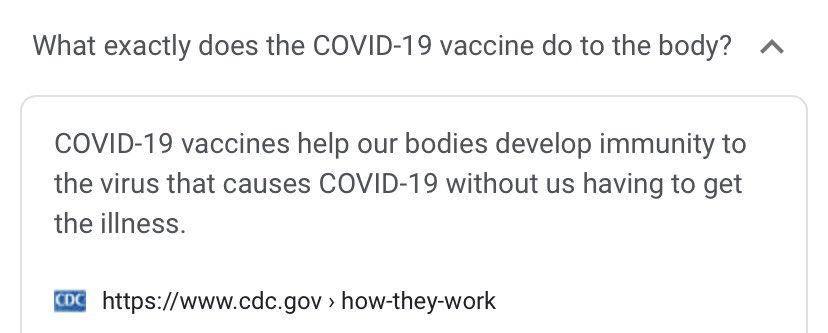 What exactly does the COVID-19 vaccine do to the body?
COVID-19 vaccines help our bodies develop immunity to
the virus that causes COVID-19 without us having to get
the illness.
CDC https://www.cdc.gov › how-they-work